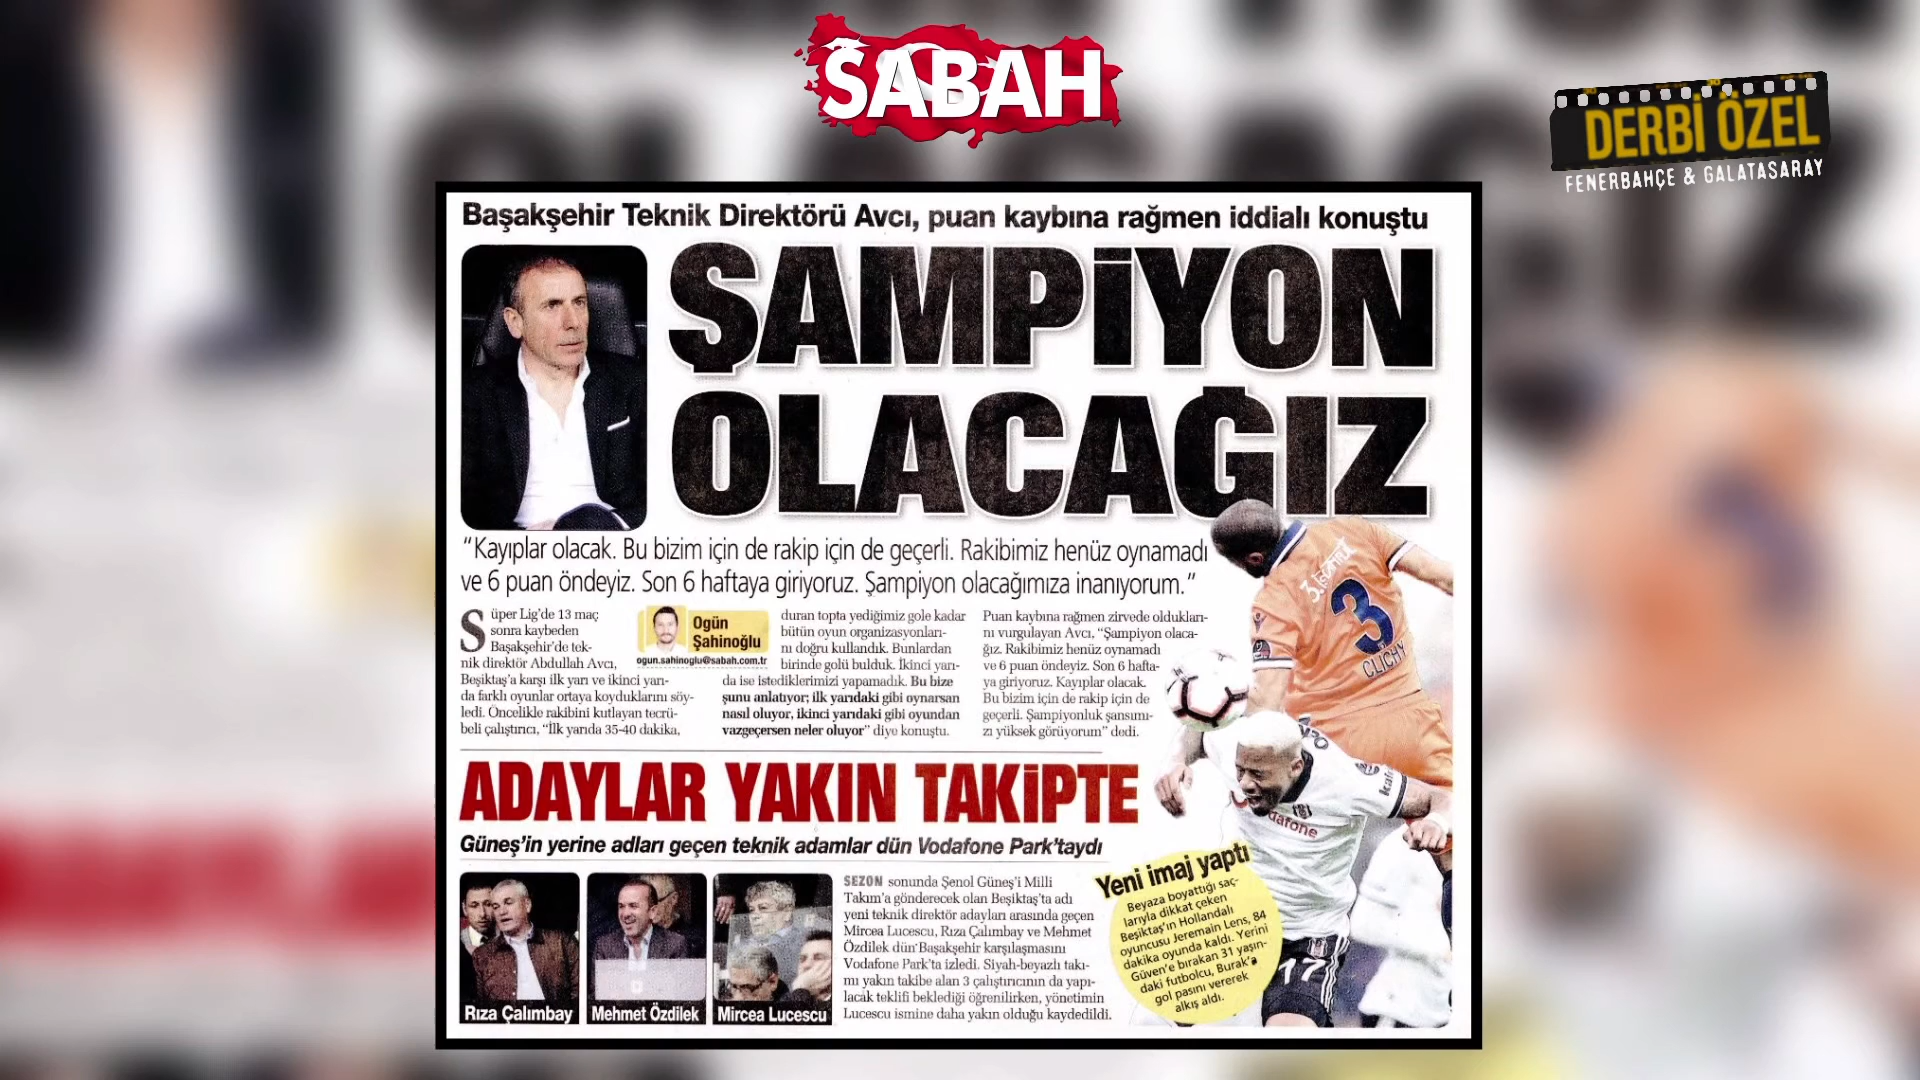 SABAH
DERBİ ÖZEL
FENERBAHÇE & GALATASARAY
Başakşehir Teknik Direktörü Avcı, puan kaybına rağmen iddialı konuştu
ŞAMPİYON
OLACAĞIZ
“Kayıplar olacak. Bu bizim için de rakip için de geçerli. Rakibimiz henüz oynamadı
ve 6 puan öndeyiz. Son 6 haftaya giriyoruz. Şampiyon olacağımıza inanıyorum.”
Süper Lig’de 13 maç
sonra kaybeden
Başakşehir’de tek-
nik direktör Abdullah Avcı,
Beşiktaş’a karşı ilk yarı ve ikinci yarı-
da farklı oyunlar ortaya koyduklarını söy-
ledi. Öncelikle rakibini kutlayan tecrü-
beli çalıştırıcı, “İlk yarıda 35-40 dakika,
Ogün
Şahinoğlu
ogun.sahinoglu@sabah.com.tr
duran topta yediğimiz gole kadar
bütün oyun organizasyonları-
nı doğru kullandık. Bunlardan
birinde golü bulduk. İkinci yarı-
da ise istediklerimizi yapamadık. Bu bize
şunu anlatıyor; ilk yarıdaki gibi oynarsan
nasıl oluyor, ikinci yarıdaki gibi oyundan
vazgeçersen neler oluyor” diye konuştu.
Puan kaybına rağmen zirvede oldukları-
nı vurgulayan Avcı, “Şampiyon olaca-
ğız. Rakibimiz henüz oynamadı
ve 6 puan öndeyiz. Son 6 hafta-
ya giriyoruz. Kayıplar olacak.
Bu bizim için de rakip için de
geçerli. Şampiyonluk şansımı-
zı yüksek görüyorum” dedi.
3. İSTANBUL
3
CLICHY
ADAYLAR YAKIN TAKİPTE
Güneş’in yerine adları geçen teknik adamlar dün Vodafone Park’taydı
Rıza Çalımbay
Mehmet Özdilek
Mircea Lucescu
SEZON sonunda Şenol Güneş’i Milli
Takım’a gönderecek olan Beşiktaş’ta adı
yeni teknik direktör adayları arasında geçen
Mircea Lucescu, Rıza Çalımbay ve Mehmet
Özdilek dün Başakşehir karşılaşmasını
Vodafone Park’ta izledi. Siyah-beyazlı takı-
mı yakın takibe alan 3 çalıştırıcının da yapı-
lacak teklifi beklediği öğrenilirken, yönetimin
Lucescu ismine daha yakın olduğu kaydedildi.
Yeni imaj yaptı
Beyaza boyattığı saç-
larıyla dikkat çeken
Beşiktaş’ın Hollandalı
oyuncusu Jeremain Lens, 84
dakika oyunda kaldı. Yerini
Güven’e bırakan 31 yaşın-
daki futbolcu, Burak’a
gol pasını vererek
alkış aldı.
vodafone
17